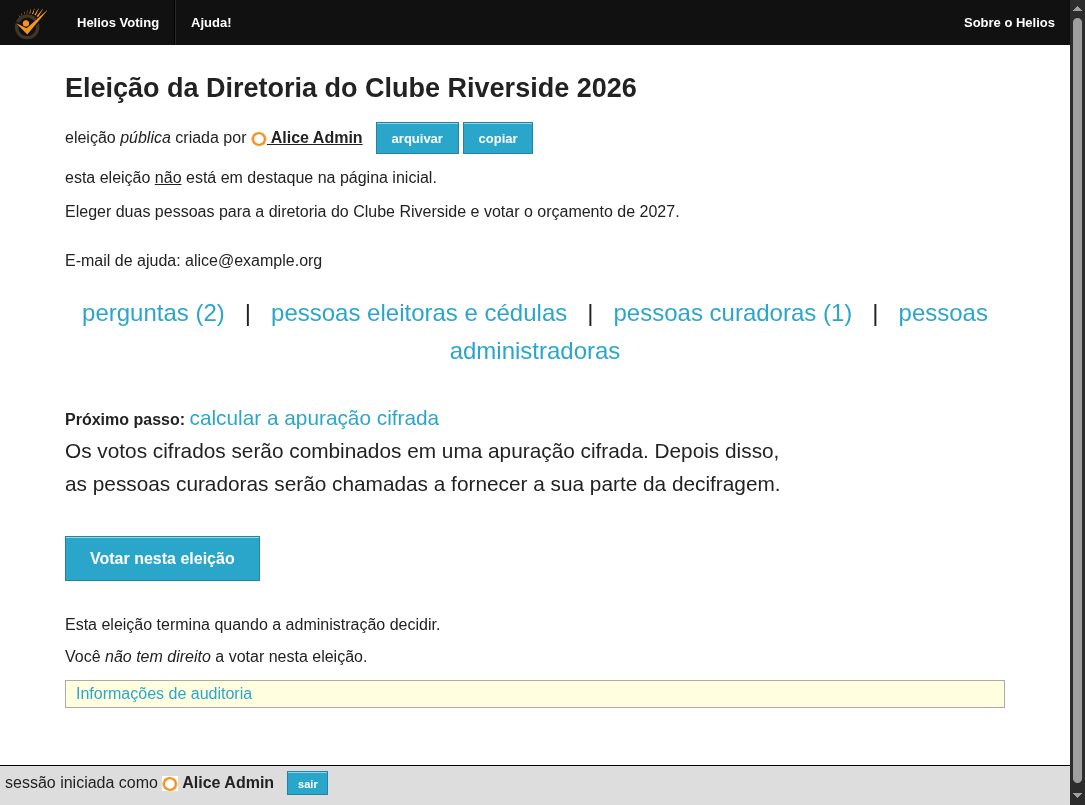 Helios Voting
Ajuda!
Sobre o Helios
Eleição da Diretoria do Clube Riverside 2026
eleição pública criada por Alice Admin arquivar copiar
esta eleição não está em destaque na página inicial.
Eleger duas pessoas para a diretoria do Clube Riverside e votar o orçamento de 2027.
E-mail de ajuda: alice@example.org
perguntas (2) | pessoas eleitoras e cédulas | pessoas curadoras (1) | pessoas
administradoras
Próximo passo: calcular a apuração cifrada
Os votos cifrados serão combinados em uma apuração cifrada. Depois disso,
as pessoas curadoras serão chamadas a fornecer a sua parte da decifragem.
Votar nesta eleição
Esta eleição termina quando a administração decidir.
Você não tem direito a votar nesta eleição.
Informações de auditoria
sessão iniciada como Alice Admin sair